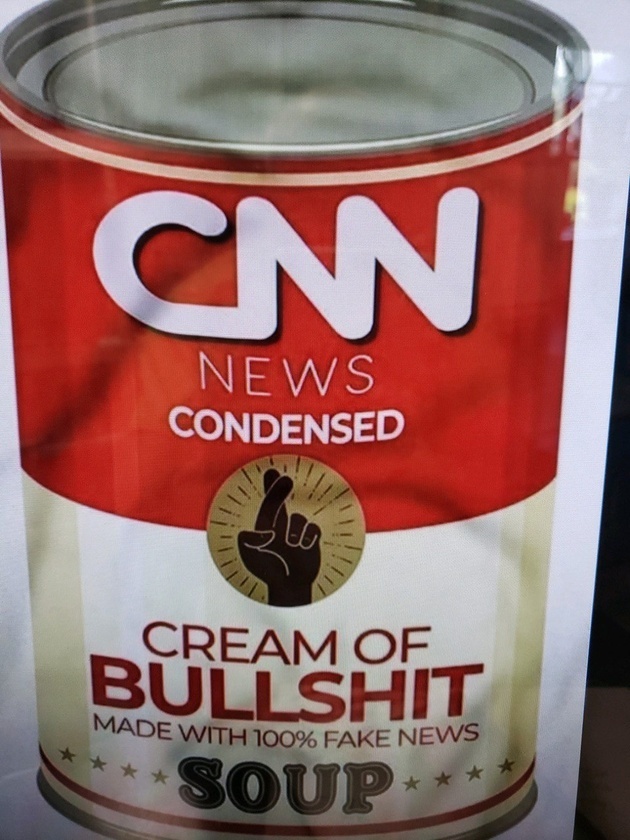 CNN
NEWS
CONDENSED
CREAM OF
BULLSHIT
MADE WITH 100% FAKE NEWS
SOUP